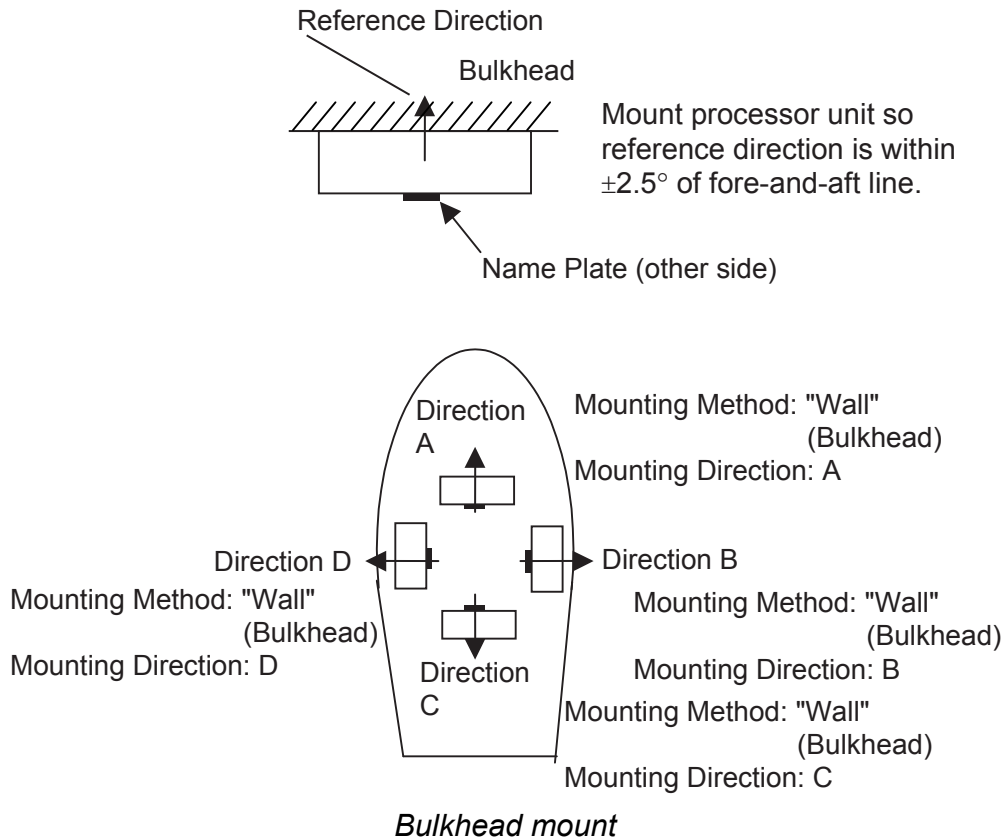 Reference Direction
Bulkhead
Mount processor unit so
reference direction is within
±2.5° of fore-and-aft line.
Name Plate (other side)
Direction
A
Mounting Method: "Wall"
(Bulkhead)
Mounting Direction: A
Direction D
Mounting Method: "Wall"
(Bulkhead)
Mounting Direction: D
Direction B
Mounting Method: "Wall"
(Bulkhead)
Mounting Direction: B
Direction
C
Mounting Method: "Wall"
(Bulkhead)
Mounting Direction: C
Bulkhead mount